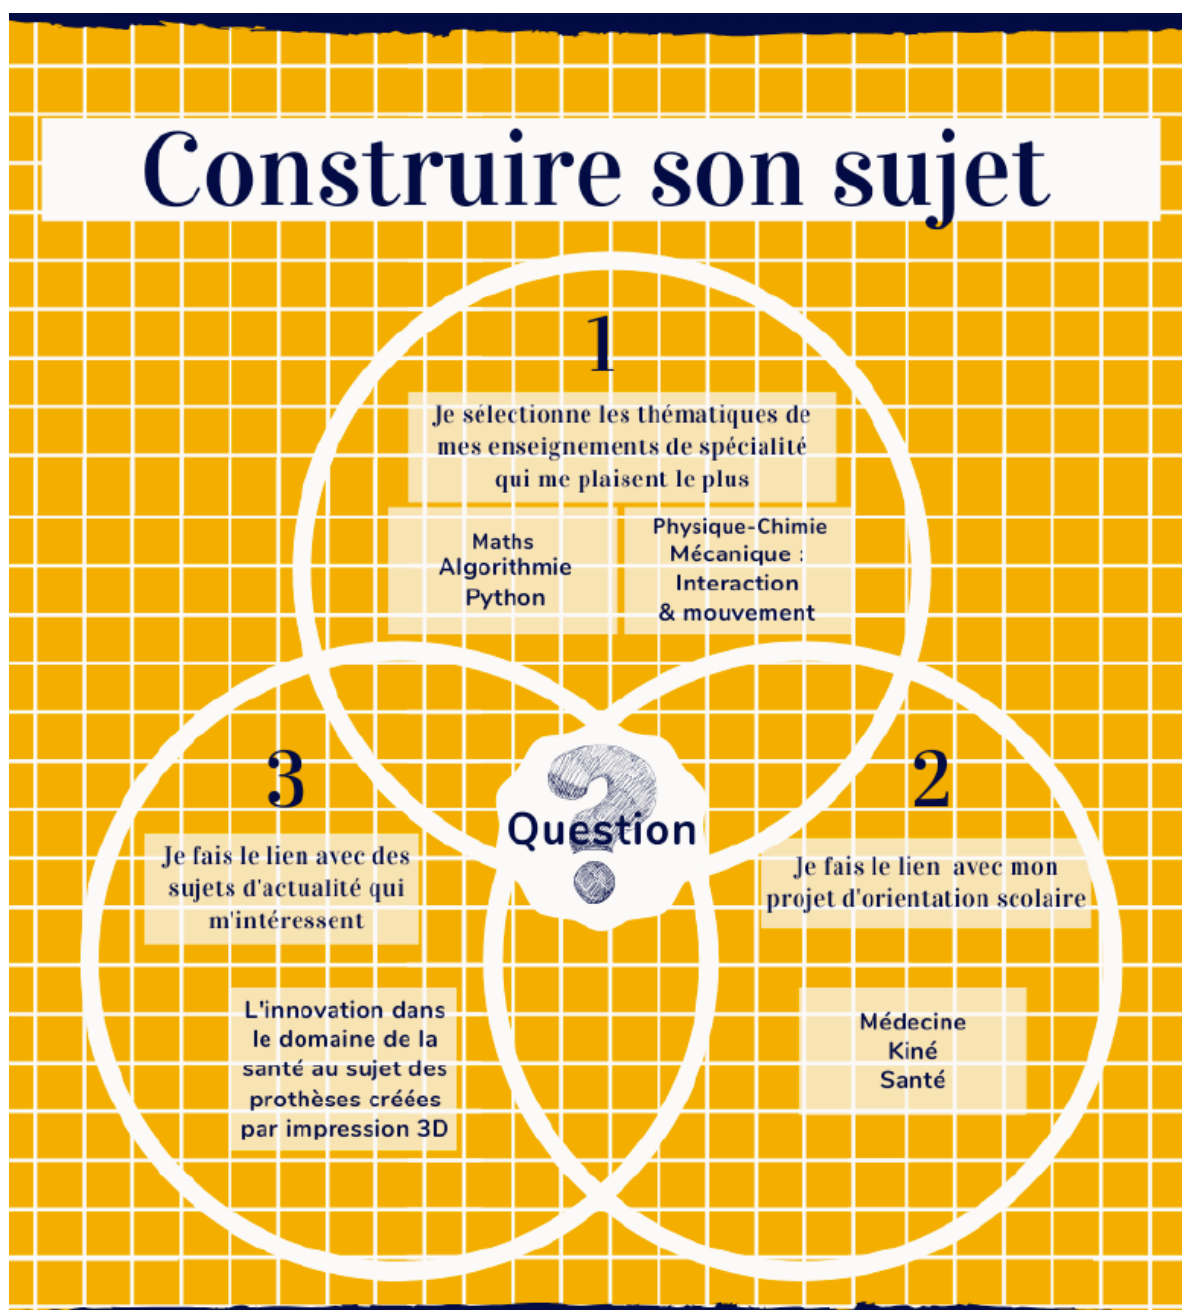 Construire son sujet
1
Je sélectionne les thématiques de
mes enseignements de spécialité
qui me plaisent le plus
Maths
Algorithmie
Python
Physique-Chimie
Mécanique :
Interaction
& mouvement
3
Je fais le lien avec des
sujets d'actualité qui
m'intéressent
L'innovation dans
le domaine de la
santé au sujet des
prothèses créées
par impression 3D
?
Question
2
Je fais le lien avec mon
projet d'orientation scolaire
Médecine
Kiné
Santé